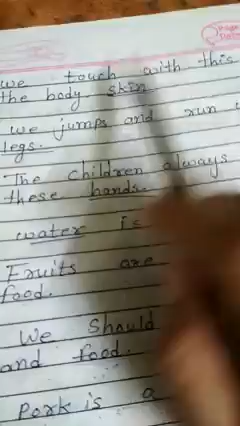 we touch with this
the body skin
we jumps and run
legs.
The children always
these hands.
water is
Fruits are
food.
We should
and food.
Pork is a